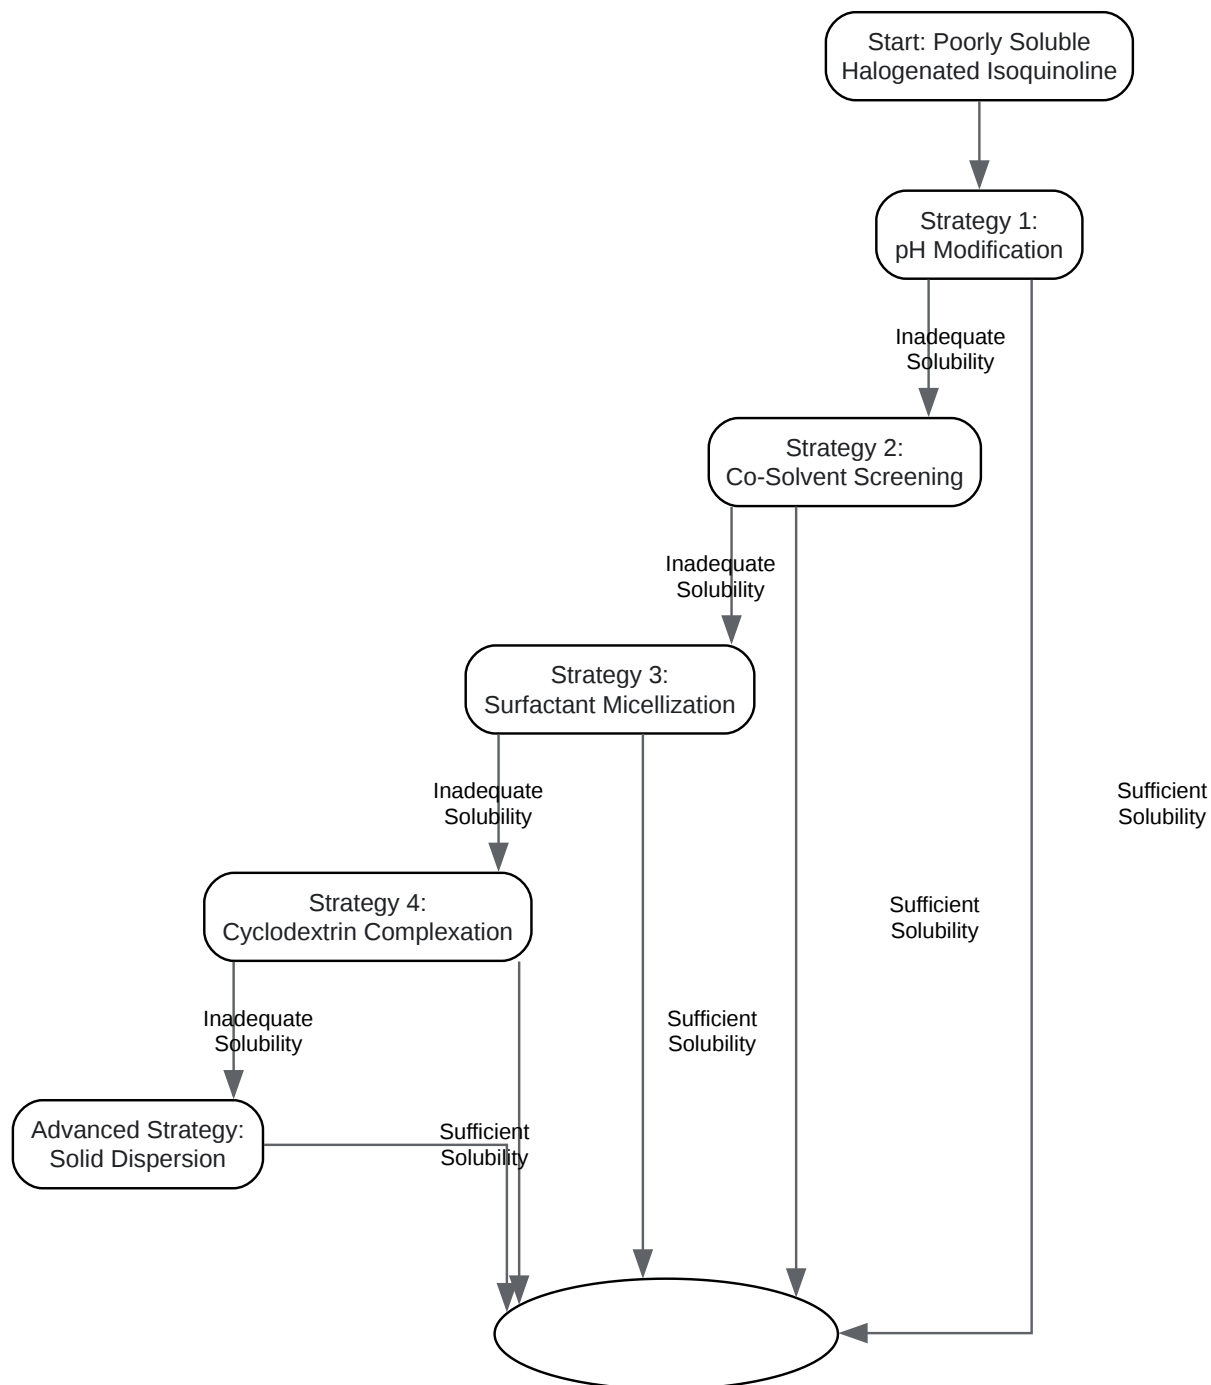 Start: Poorly Soluble
Halogenated Isoquinoline
Strategy 1:
pH Modification
Inadequate
Solubility
Strategy 2:
Co-Solvent Screening
Inadequate
Solubility
Strategy 3:
Surfactant Micellization
Inadequate
Solubility
Sufficient
Solubility
Strategy 4:
Cyclodextrin Complexation
Sufficient
Solubility
Inadequate
Solubility
Sufficient
Solubility
Advanced Strategy:
Solid Dispersion
Sufficient
Solubility